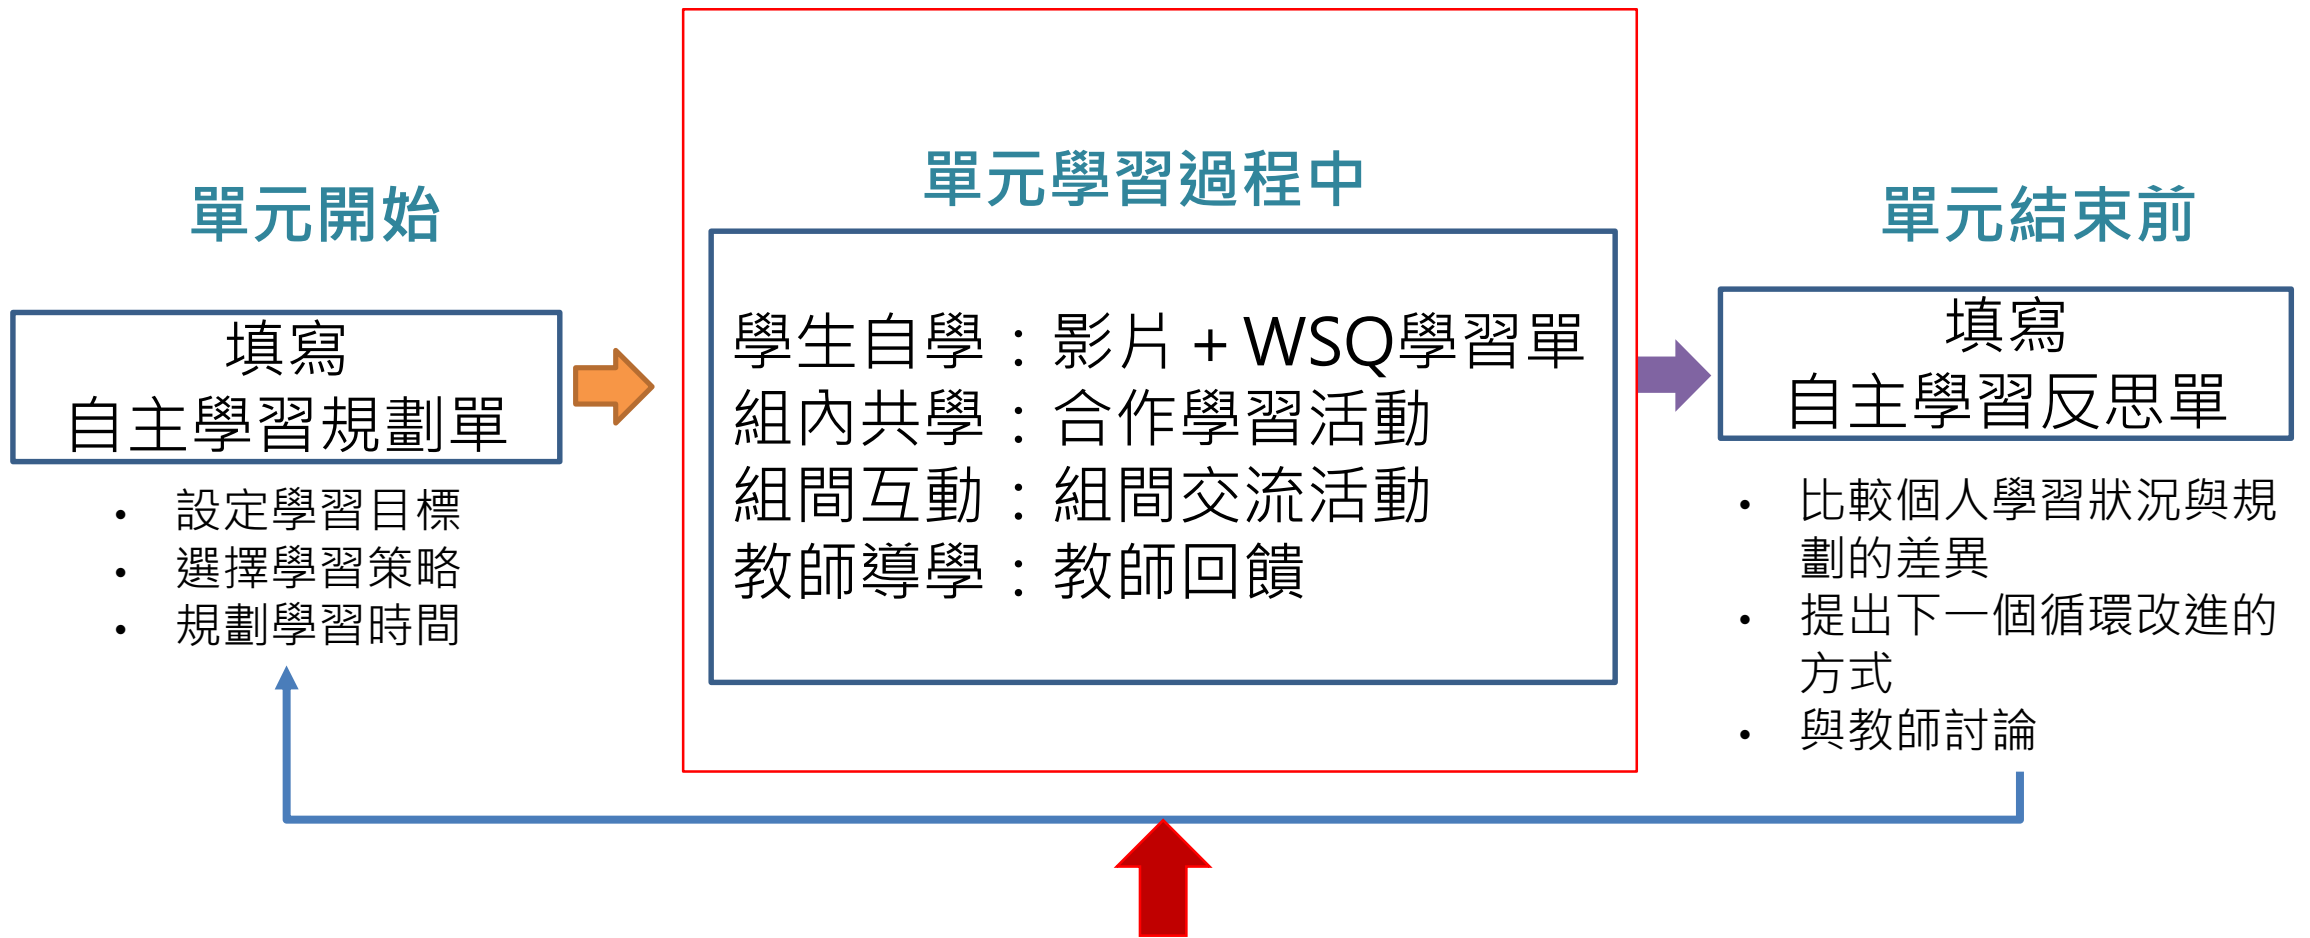 單元開始
填寫
自主學習規劃單
• 設定學習目標
• 選擇學習策略
• 規劃學習時間
單元學習過程中
學生自學：影片+WSQ學習單
組內共學：合作學習活動
組間互動：組間交流活動
教師導學：教師回饋
單元結束前
填寫
自主學習反思單
• 比較個人學習狀況與規
劃的差異
• 提出下一個循環改進的
方式
• 與教師討論